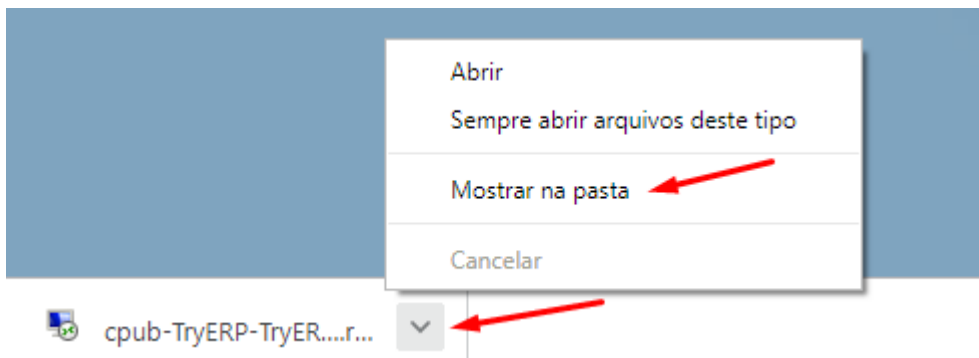 Abrir
Sempre abrir arquivos deste tipo
Mostrar na pasta
Cancelar
cpub-TryERP-TryER....r...